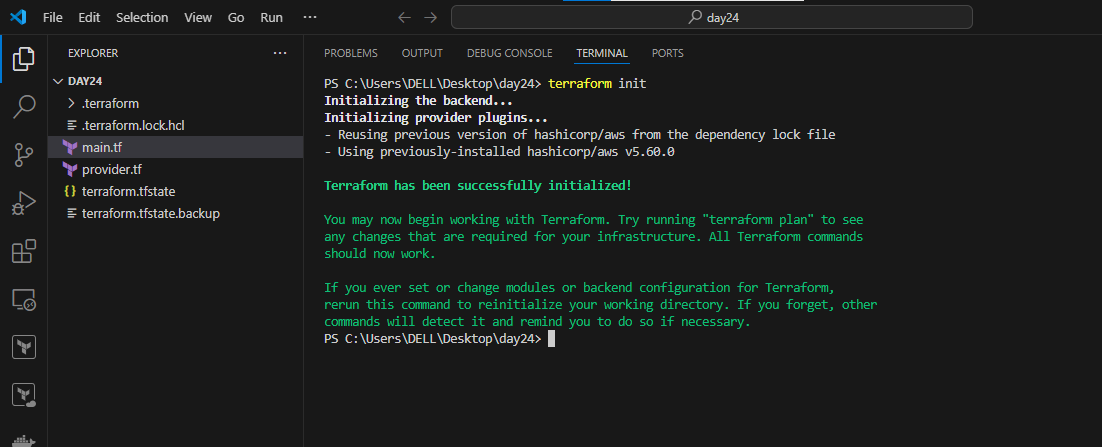 File Edit Selection View Go Run ···
day24
EXPLORER ···
DAY24
.terraform
.terraform.lock.hcl
main.tf
provider.tf
terraform.tfstate
terraform.tfstate.backup
PROBLEMS OUTPUT DEBUG CONSOLE TERMINAL PORTS
PS C:\Users\DELL\Desktop\day24> terraform init
Initializing the backend...
Initializing provider plugins...
- Reusing previous version of hashicorp/aws from the dependency lock file
- Using previously-installed hashicorp/aws v5.60.0
Terraform has been successfully initialized!
You may now begin working with Terraform. Try running "terraform plan" to see
any changes that are required for your infrastructure. All Terraform commands
should now work.
If you ever set or change modules or backend configuration for Terraform,
rerun this command to reinitialize your working directory. If you forget, other
commands will detect it and remind you to do so if necessary.
PS C:\Users\DELL\Desktop\day24>